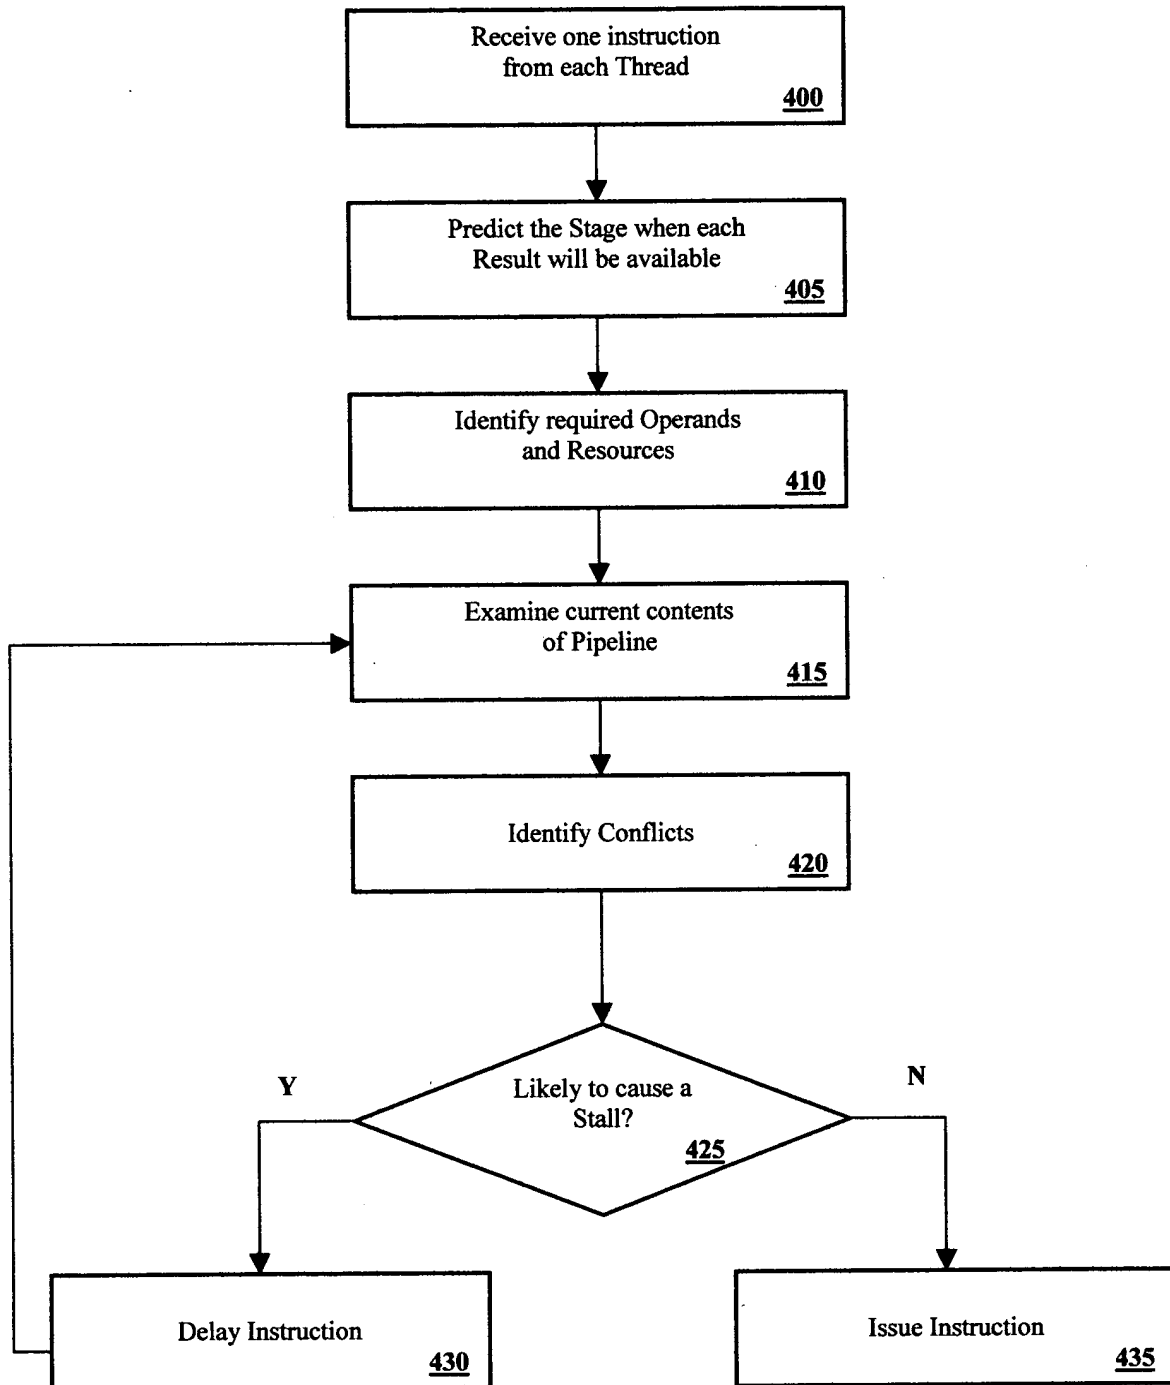 Receive one instruction
from each Thread
400
Predict the Stage when each
Result will be available
405
Identify required Operands
and Resources
410
Examine current contents
of Pipeline
415
Identify Conflicts
420
Y
N
Likely to cause a
Stall?
425
Delay Instruction
430
Issue Instruction
435